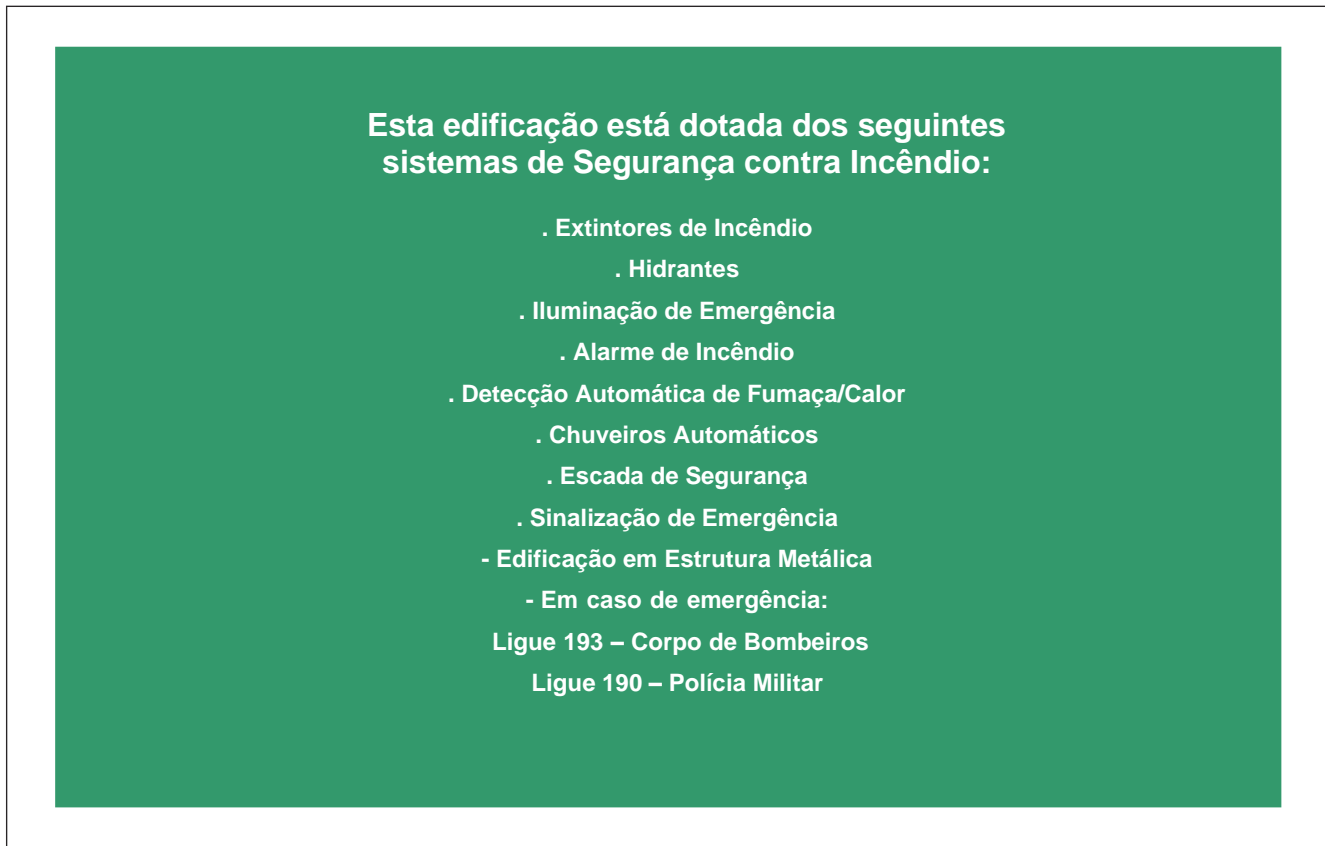 Esta edificação está dotada dos seguintes
sistemas de Segurança contra Incêndio:
. Extintores de Incêndio
. Hidrantes
. Iluminação de Emergência
. Alarme de Incêndio
. Detecção Automática de Fumaça/Calor
. Chuveiros Automáticos
. Escada de Segurança
. Sinalização de Emergência
- Edificação em Estrutura Metálica
- Em caso de emergência:
Ligue 193 – Corpo de Bombeiros
Ligue 190 – Polícia Militar